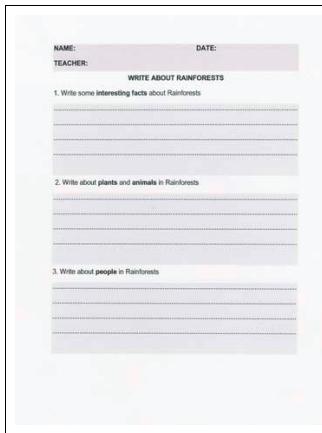 NAME: DATE:
TEACHER:
WRITE ABOUT RAINFORESTS
1. Write some interesting facts about Rainforests
2. Write about plants and animals in Rainforests
3. Write about people in Rainforests